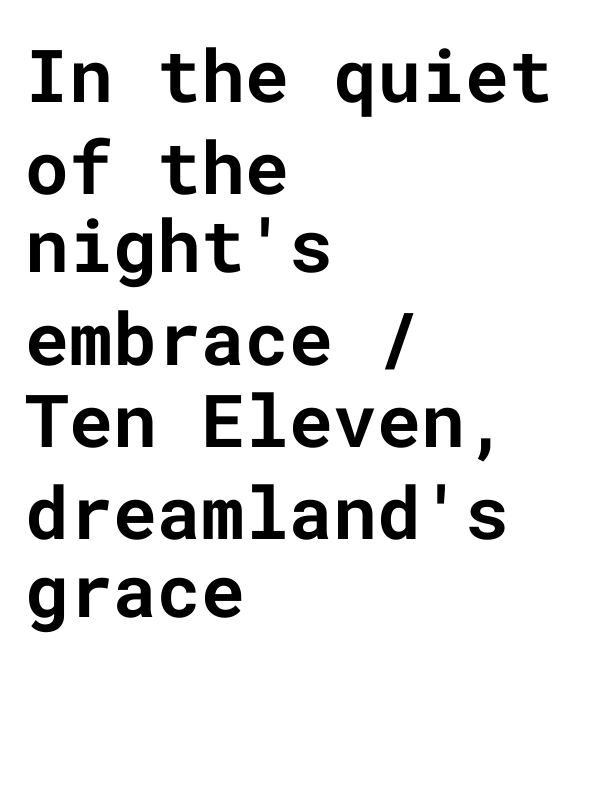 In the quiet
of the
night's
embrace /
Ten Eleven,
dreamland's
grace